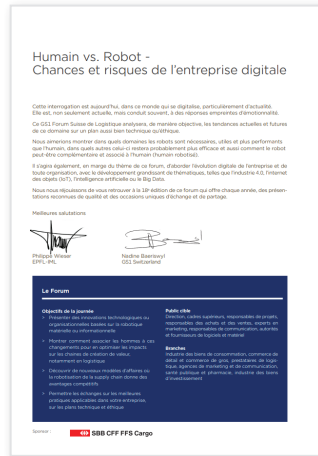 Humain vs. Robot -
Chances et risques de l'entreprise digitale
Cette interrogation est aujourd'hui, dans ce monde qui se digitalise, particulièrement d'actualité.
Elle est, non seulement actuelle, mais conduit souvent, à des réponses empreintes d'émotionnalité.
Ce GS1 Forum Suisse de Logistique analysera, de manière objective, les tendances actuelles et futures
de ce domaine sur un plan aussi bien technique qu'éthique.
Nous aimerions montrer dans quels domaines les robots sont nécessaires, utiles et plus performants
que l'humain, dans quels autres celui-ci restera probablement plus efficace et aussi comment le robot
peut-être complémentaire et associé à l'humain (humain robotisé).
Il s'agira également, en marge du thème de ce forum, d'aborder l'évolution digitale de l'entreprise et de
toute organisation, avec le développement grandissant de thématiques, telles que l'industrie 4.0, l'internet
des objets (IoT), l'intelligence artificielle ou le Big Data.
Nous nous réjouissons de vous retrouver à la 18e édition de ce forum qui offre chaque année, des présen-
tations reconnues de qualité et des occasions uniques d'échange et de partage.
Meilleures salutations
Philippe Wieser
EPFL-IML
Nadine Baeriswyl
GS1 Switzerland
Le Forum
Objectifs de la journée
> Présenter des innovations technologiques ou
organisationnelles basées sur la robotique
matérielle ou informationnelle
> Montrer comment associer les hommes à ces
changements pour en optimiser les impacts
sur les chaînes de création de valeur,
notamment en logistique
> Découvrir de nouveaux modèles d'affaires où
la robotisation de la supply chain donne des
avantages compétitifs
> Permettre les échanges sur les meilleures
pratiques applicables dans votre entreprise,
sur les plans technique et éthique
Public cible
Direction, cadres supérieurs, responsables de projets,
responsables des achats et des ventes, experts en
marketing, responsables de communication, autorités
et fournisseurs de logiciels et matériel
Branches
Industrie des biens de consommation, commerce de
détail et commerce de gros, prestataires de logis-
tique, agences de marketing et de communication,
santé publique et pharmacie, industrie des biens
d'investissement
Sponsor :
SBB CFF FFS Cargo